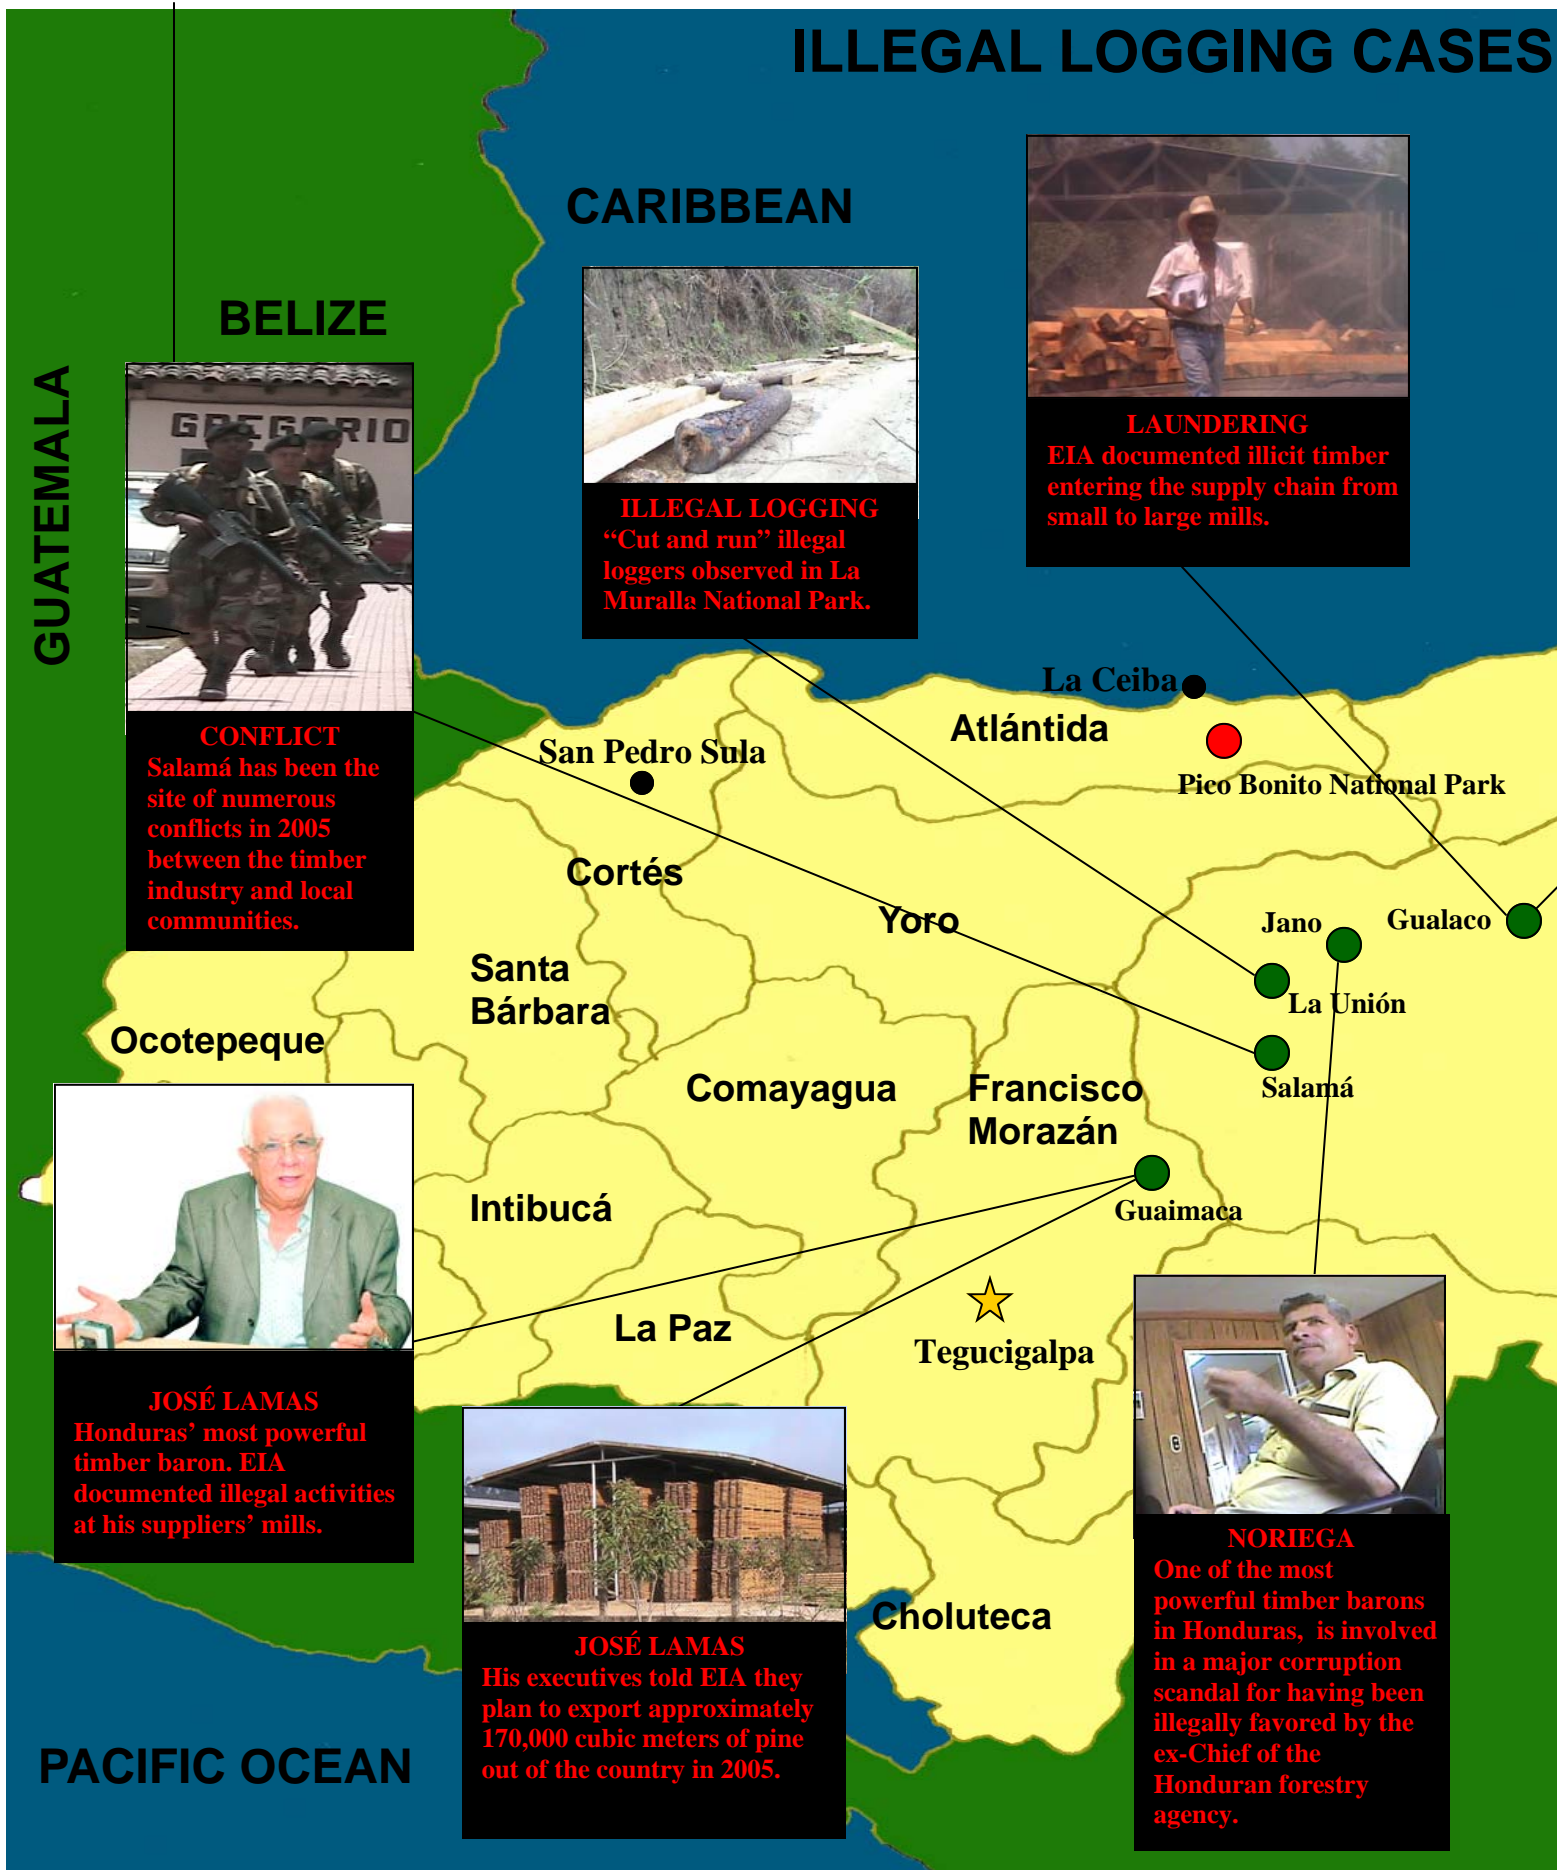 ILLEGAL LOGGING CASES
CARIBBEAN
BELIZE
GUATEMALA
GREGORIO
CONFLICT
Salamá has been the
site of numerous
conflicts in 2005
between the timber
industry and local
communities.
ILLEGAL LOGGING
“Cut and run” illegal
loggers observed in La
Muralla National Park.
LAUNDERING
EIA documented illicit timber
entering the supply chain from
small to large mills.
La Ceiba
Atlántida
San Pedro Sula
Pico Bonito National Park
Cortés
Yoro
Jano
Gualaco
Santa
Bárbara
La Unión
Ocotepeque
Salamá
Comayagua
Francisco
Morazán
Intibucá
Guaimaca
La Paz
Tegucigalpa
JOSÉ LAMAS
Honduras’ most powerful
timber baron. EIA
documented illegal activities
at his suppliers’ mills.
JOSÉ LAMAS
His executives told EIA they
plan to export approximately
170,000 cubic meters of pine
out of the country in 2005.
NORIEGA
One of the most
powerful timber barons
in Honduras,  is involved
in a major corruption
scandal for having been
illegally favored by the
ex-Chief of the
Honduran forestry
agency.
Choluteca
PACIFIC OCEAN